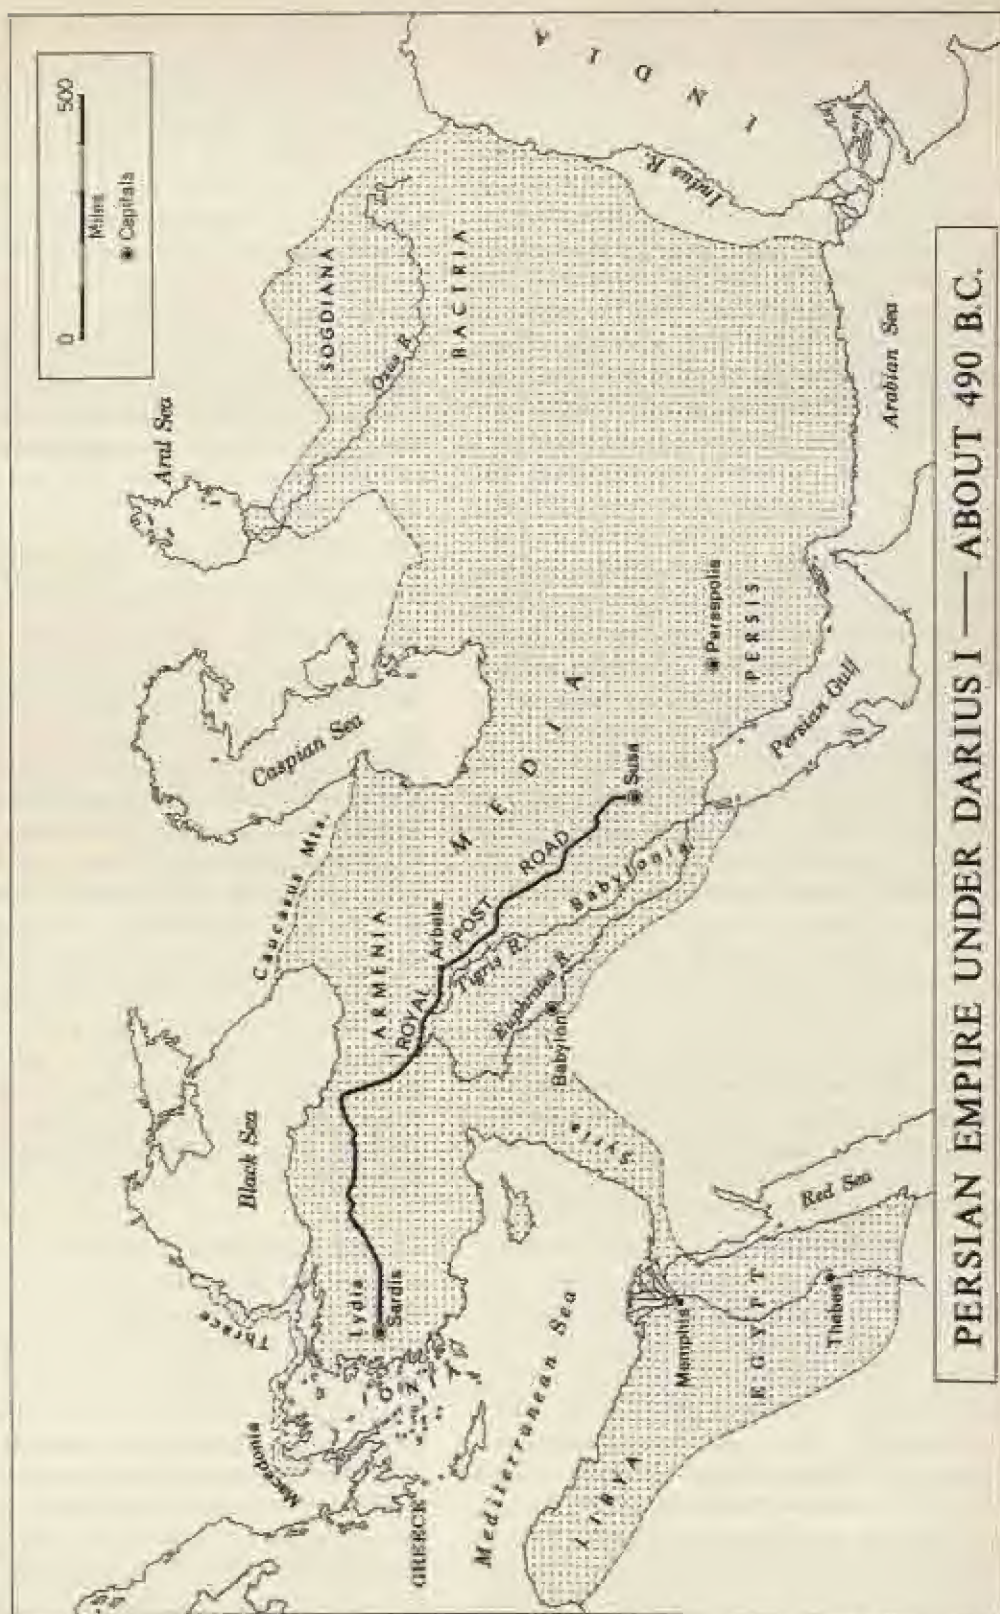 0 500
Miles
Capitals
Aral Sea
SOGDIANA
Oxus R.
BACTRIA
INDIA
Indus R.
Caspian Sea
Caucasus Mts.
Black Sea
Thrace
Macedonia
GREECE
Lydia
Sardis
IONIA
ARMENIA
MEDIA
ROYAL POST ROAD
Arbela
Tigris R.
Euphrates R.
Babylonia
Babylon
Susa
Persepolis
PERSIS
Persian Gulf
Arabian Sea
Syria
Mediterranean Sea
LIBYA
Memphis
EGYPT
Thebes
Red Sea
PERSIAN EMPIRE UNDER DARIUS I — ABOUT 490 B.C.